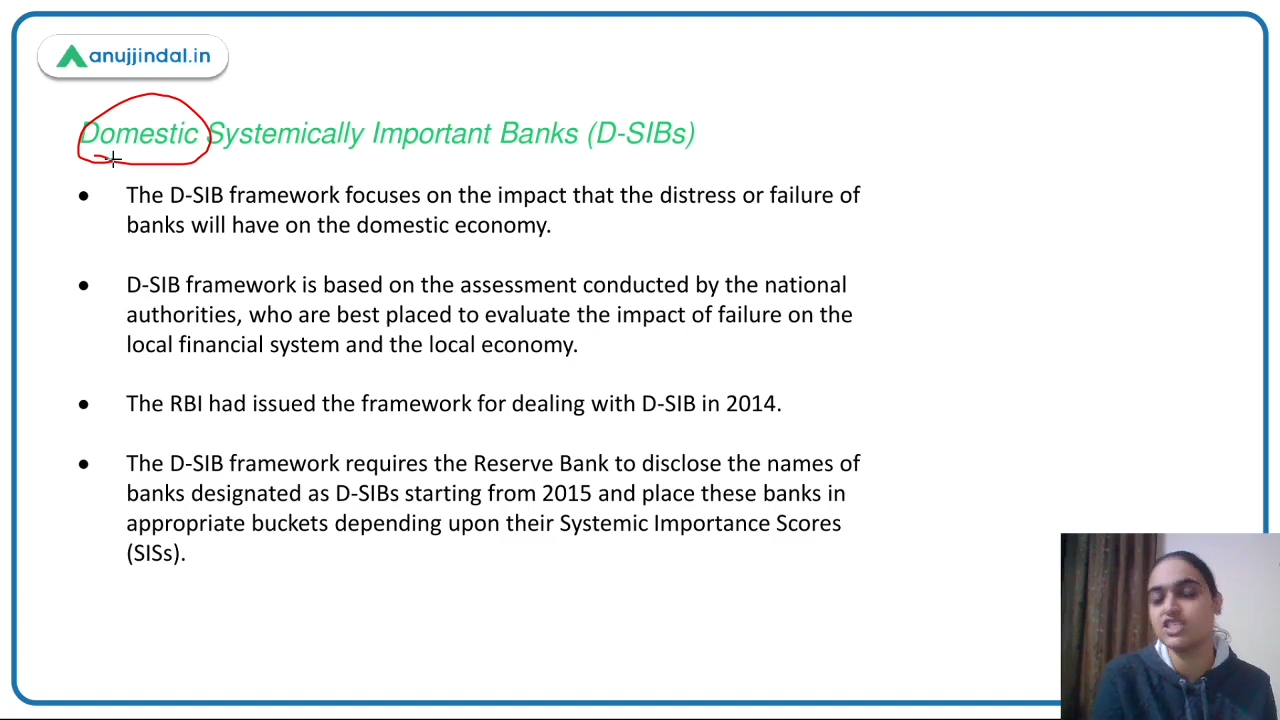 anujjindal.in
Domestic Systemically Important Banks (D-SIBs)
● The D-SIB framework focuses on the impact that the distress or failure of
banks will have on the domestic economy.
● D-SIB framework is based on the assessment conducted by the national
authorities, who are best placed to evaluate the impact of failure on the
local financial system and the local economy.
● The RBI had issued the framework for dealing with D-SIB in 2014.
● The D-SIB framework requires the Reserve Bank to disclose the names of
banks designated as D-SIBs starting from 2015 and place these banks in
appropriate buckets depending upon their Systemic Importance Scores
(SISs).